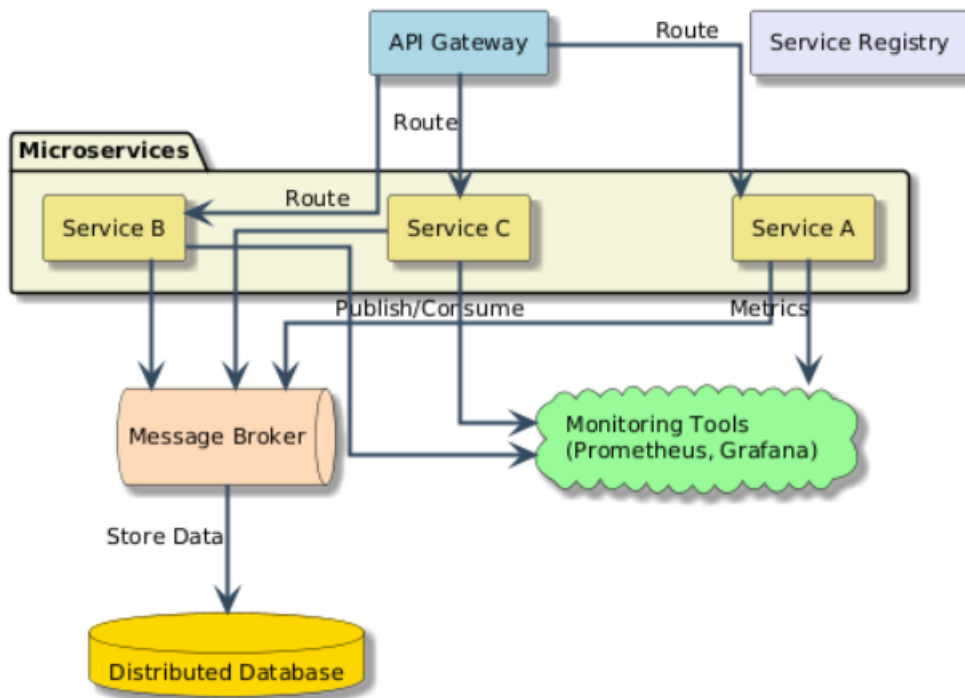 API Gateway
Route
Service Registry
Route
Microservices
Route
Service B
Service C
Service A
Publish/Consume
Metrics
Message Broker
Monitoring Tools
(Prometheus, Grafana)
Store Data
Distributed Database